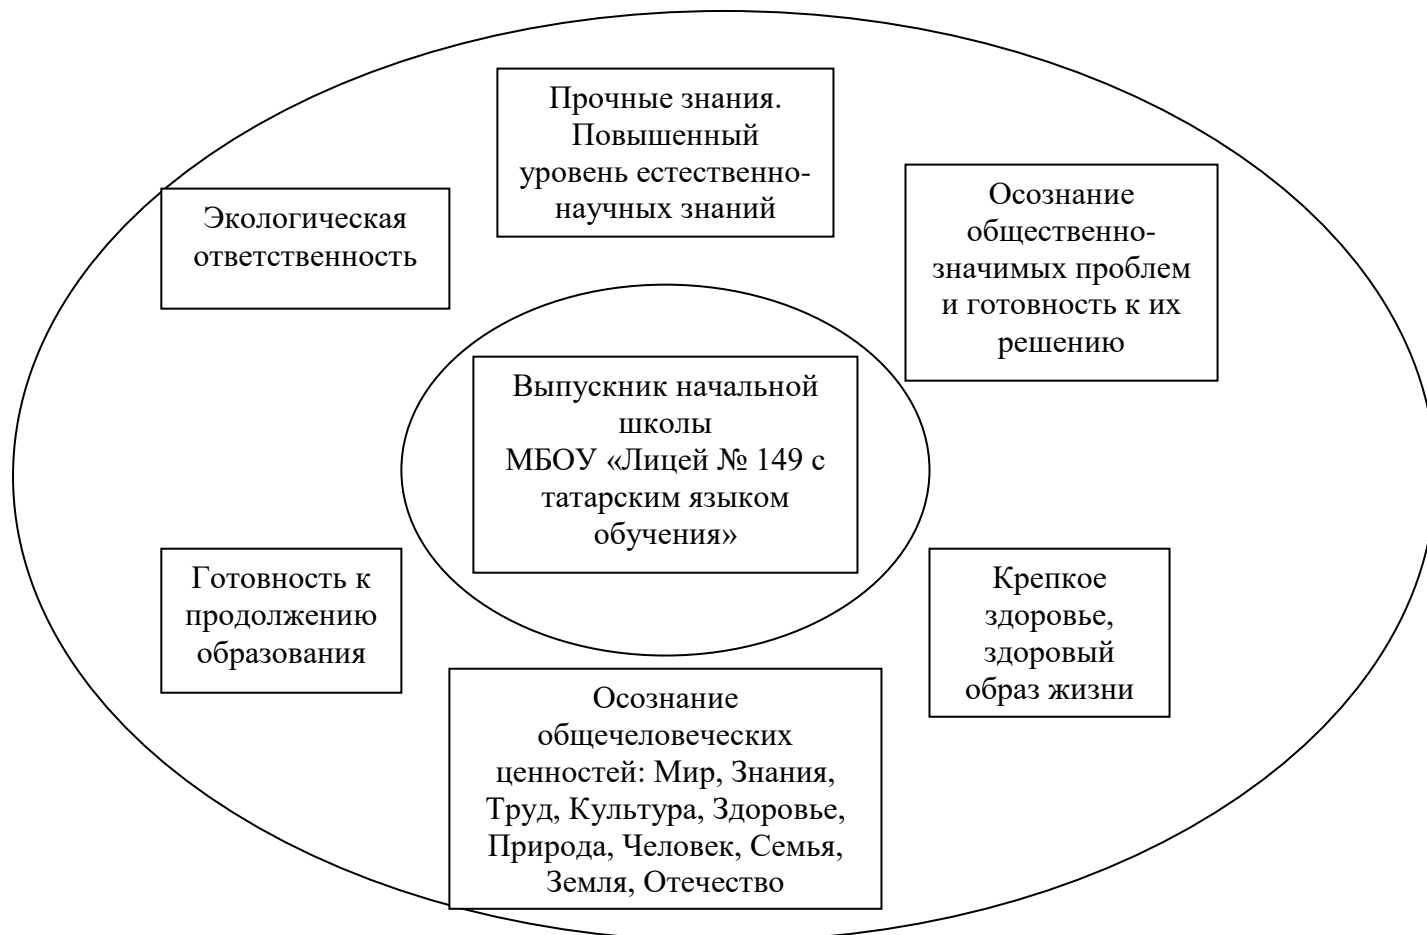 Прочные знания.
Повышенный
уровень естественно-
научных знаний
Экологическая
ответственность
Осознание
общественно-
значимых проблем
и готовность к их
решению
Выпускник начальной
школы
МБОУ «Лицей № 149 с
татарским языком
обучения»
Готовность к
продолжению
образования
Крепкое
здоровье,
здоровый
образ жизни
Осознание
общечеловеческих
ценностей: Мир, Знания,
Труд, Культура, Здоровье,
Природа, Человек, Семья,
Земля, Отечество